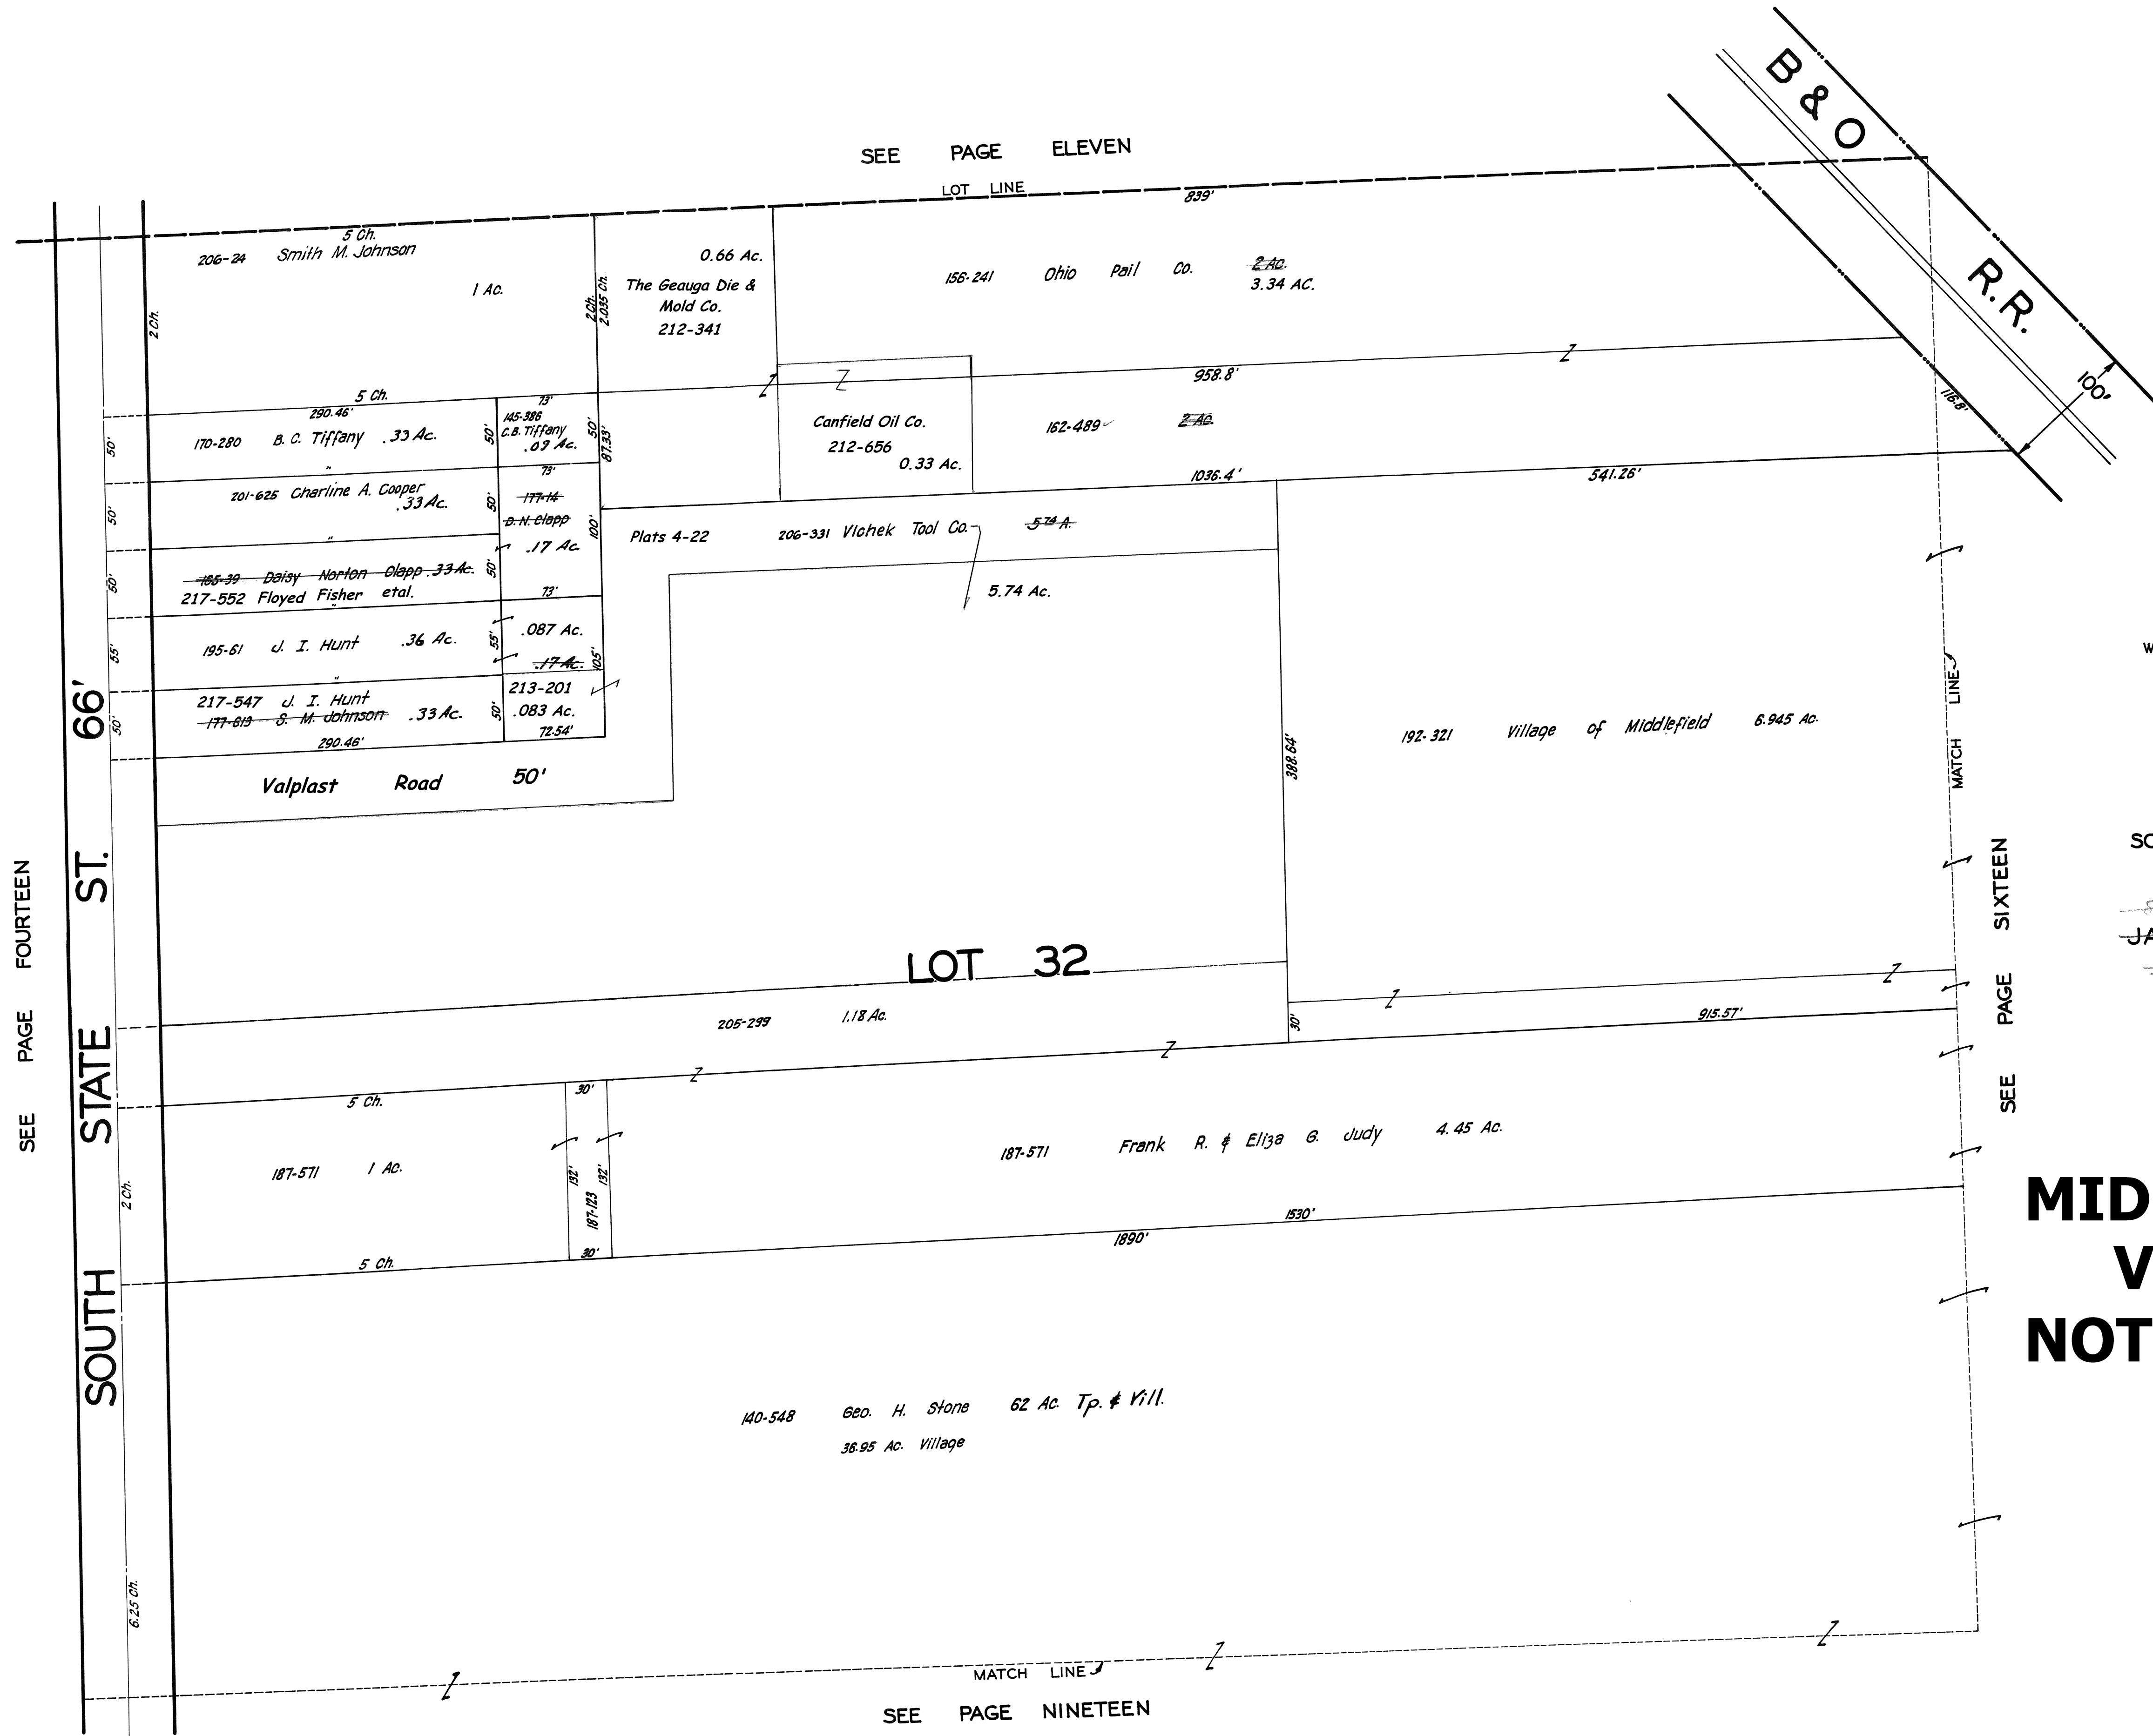 B & O
R. R.
100'
116.8'
SEE PAGE ELEVEN
LOT LINE
839'
5 Ch.
206-24 Smith M. Johnson
1 Ac.
2 Ch.
2 Ch.
2.035 Ch.
5 Ch.
0.66 Ac.
The Geauga Die &
Mold Co.
212-341
156-241 Ohio Pail Co. 2 Ac.
3.34 AC.
958.8'
Canfield Oil Co.
212-656
0.33 Ac.
162-489 2 Ac.
1036.4'
541.26'
290.46'
170-280 B. C. Tiffany .33 Ac.
"
50'
50'
73'
145-386
C.B. Tiffany
.09 Ac.
50'
87.33'
73'
201-625 Charline A. Cooper
.33 Ac.
"
50'
50'
177-14
D. N. Clapp
.17 Ac.
100'
185-39 Daisy Norton Clapp .33 Ac.
217-552 Floyed Fisher etal.
"
50'
50'
73'
195-61 J. I. Hunt .36 Ac.
"
55'
55'
.087 Ac.
.17 Ac.
105'
217-547 J. I. Hunt
177-613 S. M. Johnson .33 Ac.
50'
50'
213-201
.083 Ac.
72.54'
290.46'
Valplast Road 50'
Plats 4-22 206-331 Vlchek Tool Co. 5.74 A.
5.74 Ac.
388.64'
192-321 Village of Middlefield 6.945 Ac.
MATCH LINE
SEE PAGE SIXTEEN
SEE PAGE FOURTEEN
SOUTH STATE ST. 66'
LOT 32
205-299 1.18 Ac.
30'
915.57'
5 Ch.
30'
187-571 1 Ac.
2 Ch.
132'
187-123
132'
30'
5 Ch.
187-571 Frank R. & Eliza G. Judy 4.45 Ac.
1530'
1890'
140-548 Geo. H. Stone 62 Ac. Tp. & Vill.
36.95 Ac. Village
6.25 Ch.
MATCH LINE
SEE PAGE NINETEEN
W
SC
JA
MID
V
NOT